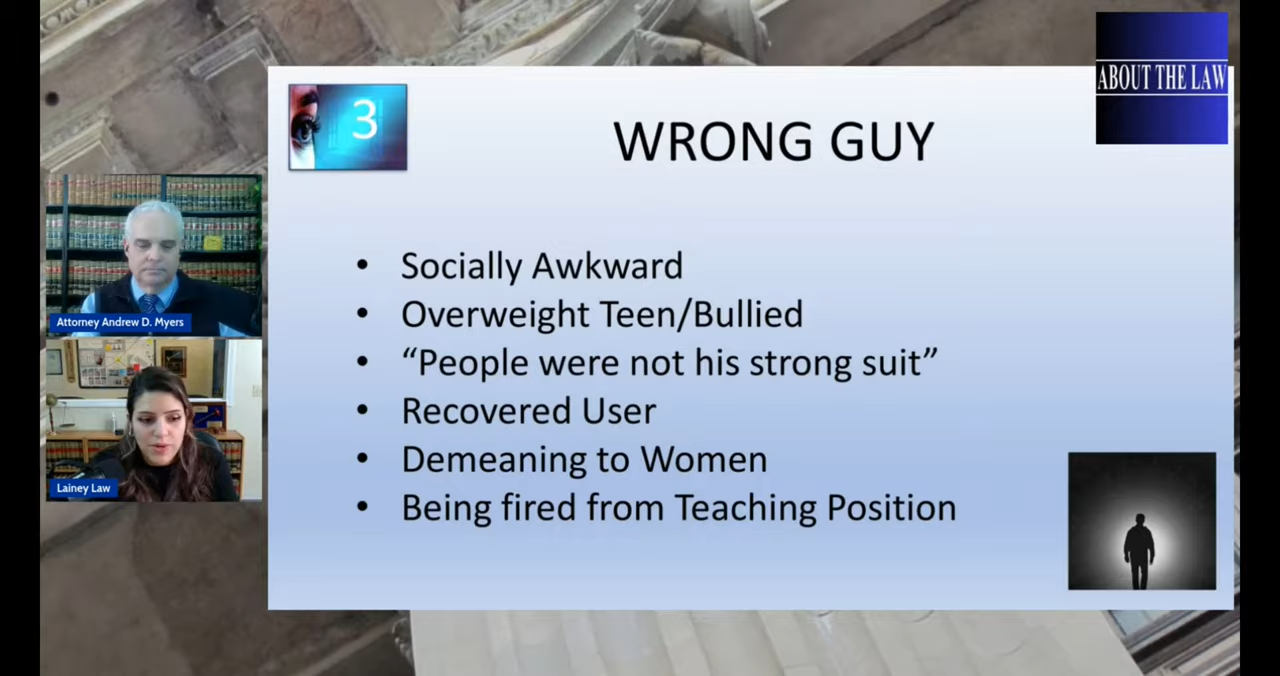 ABOUT THE LAW
3
WRONG GUY
• Socially Awkward
• Overweight Teen/Bullied
• “People were not his strong suit”
• Recovered User
• Demeaning to Women
• Being fired from Teaching Position
Attorney Andrew D. Myers
Lainey Law